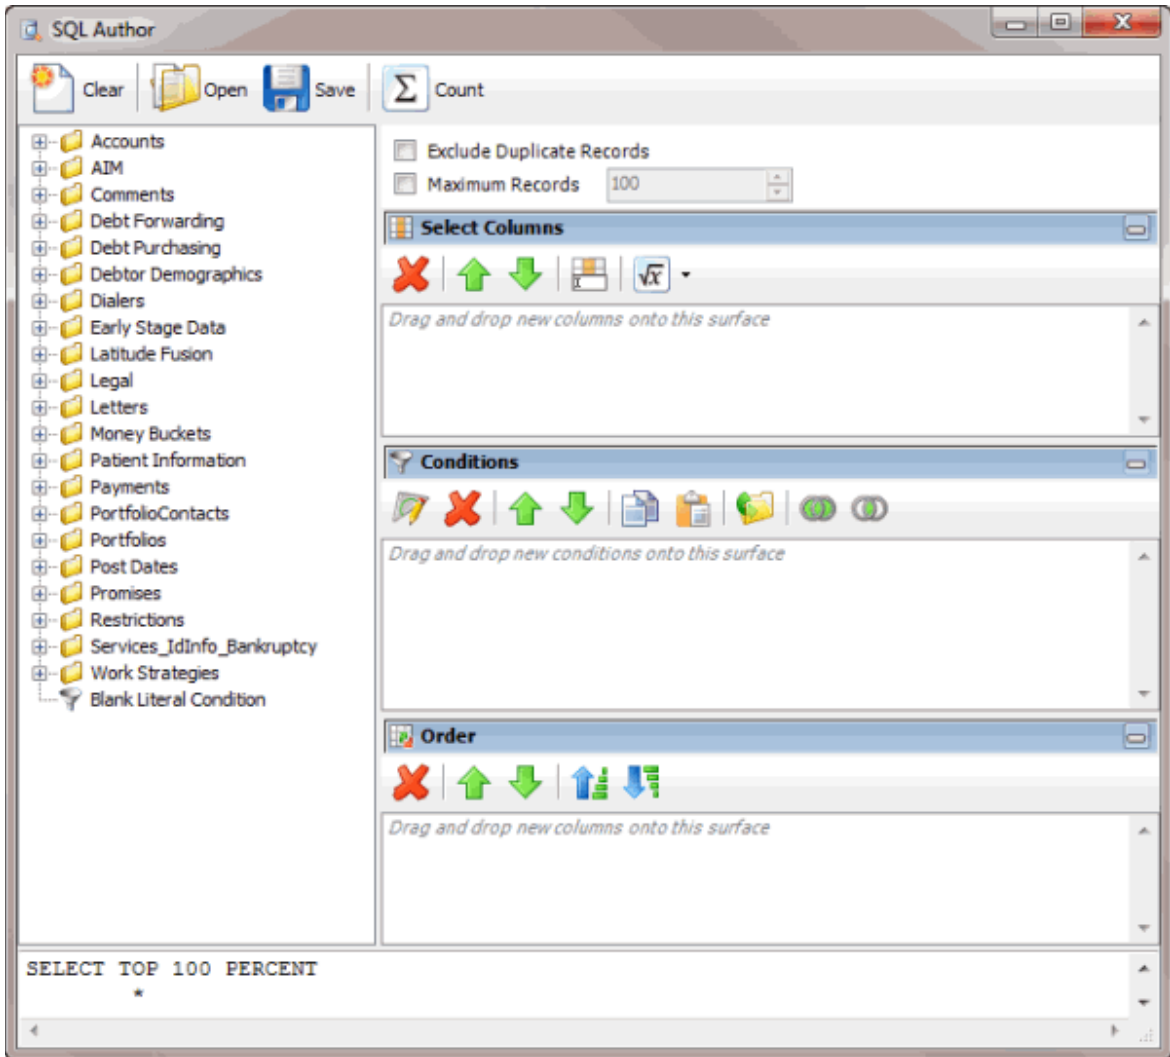 SQL Author
Clear Open Save Σ Count
Accounts
AIM
Comments
Debt Forwarding
Debt Purchasing
Debtor Demographics
Dialers
Early Stage Data
Latitude Fusion
Legal
Letters
Money Buckets
Patient Information
Payments
PortfolioContacts
Portfolios
Post Dates
Promises
Restrictions
Services_IdInfo_Bankruptcy
Work Strategies
Blank Literal Condition
Exclude Duplicate Records
Maximum Records 100
Select Columns
√x
Drag and drop new columns onto this surface
Conditions
Drag and drop new conditions onto this surface
Order
Drag and drop new columns onto this surface
SELECT TOP 100 PERCENT
*